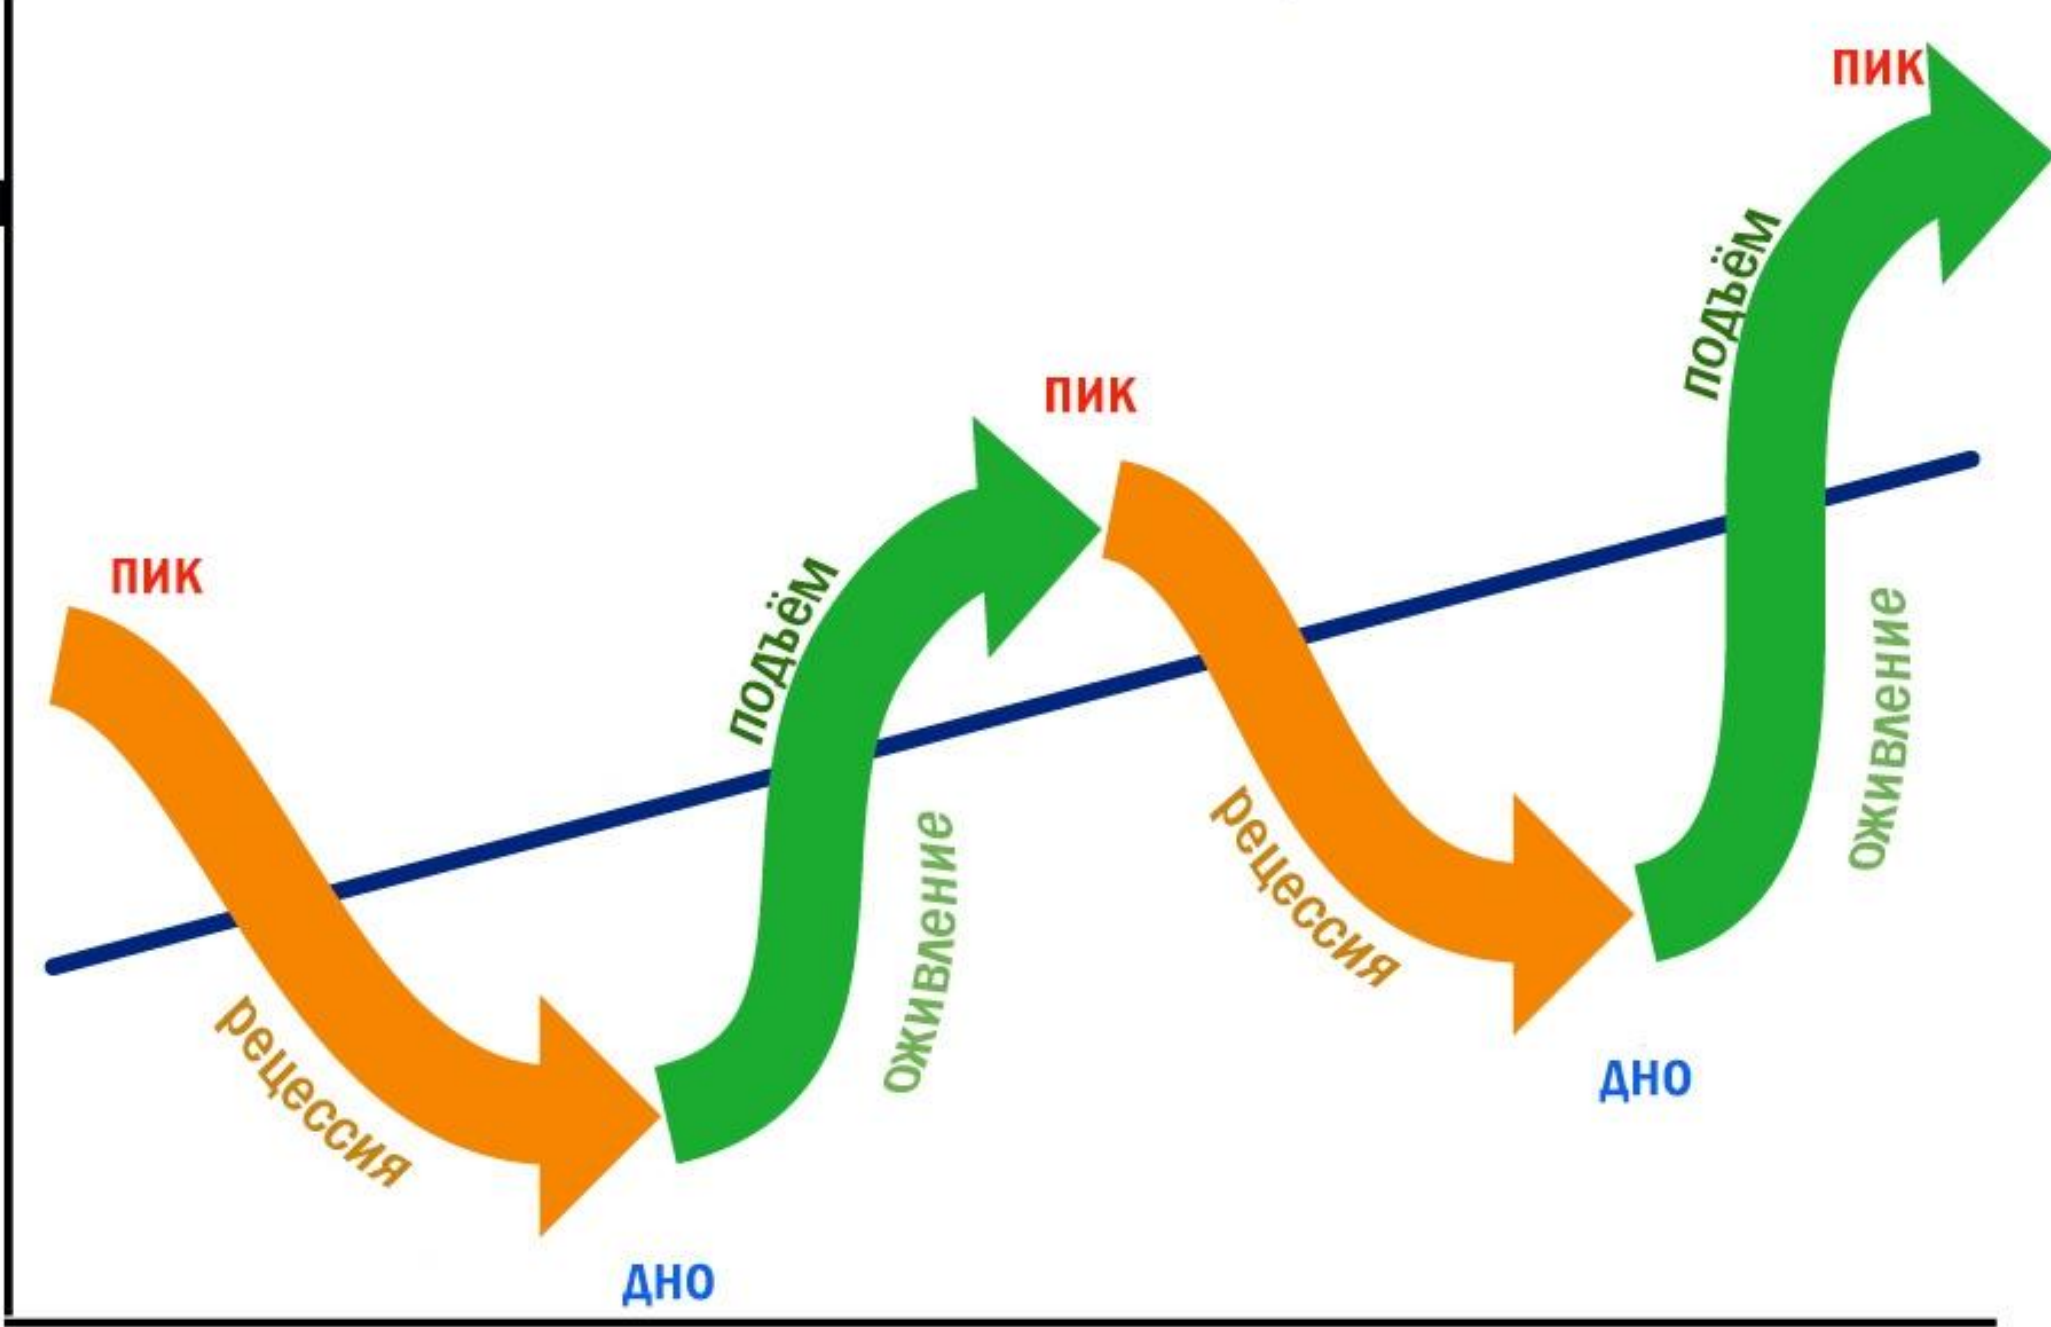 ПИК
подъём
ПИК
ПИК
подъём
оживление
рецессия
оживление
рецессия
ДНО
ДНО